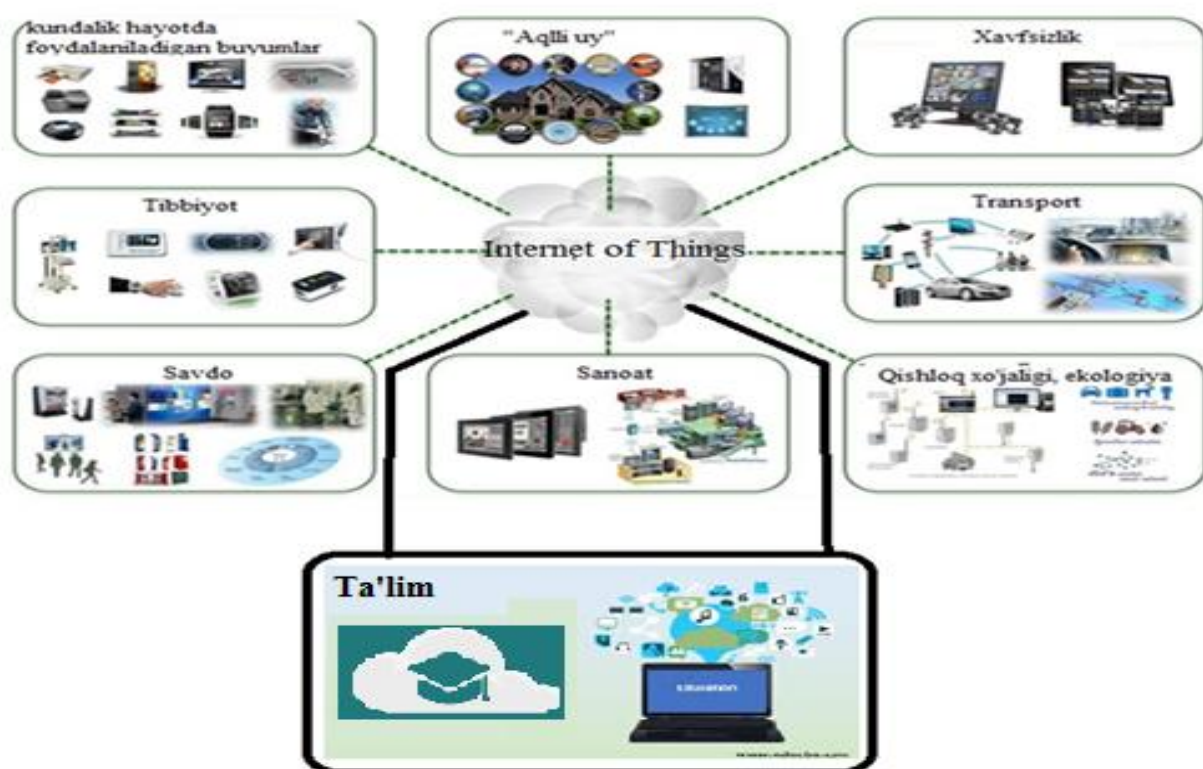 kundalik hayotda
foydalaniladigan buyumlar
"Aqlli uy"
Xavfsizlik
Tibbiyot
Internet of Things
Transport
Savdo
Sanoat
Qishloq xo'jaligi, ekologiya
Ta'lim